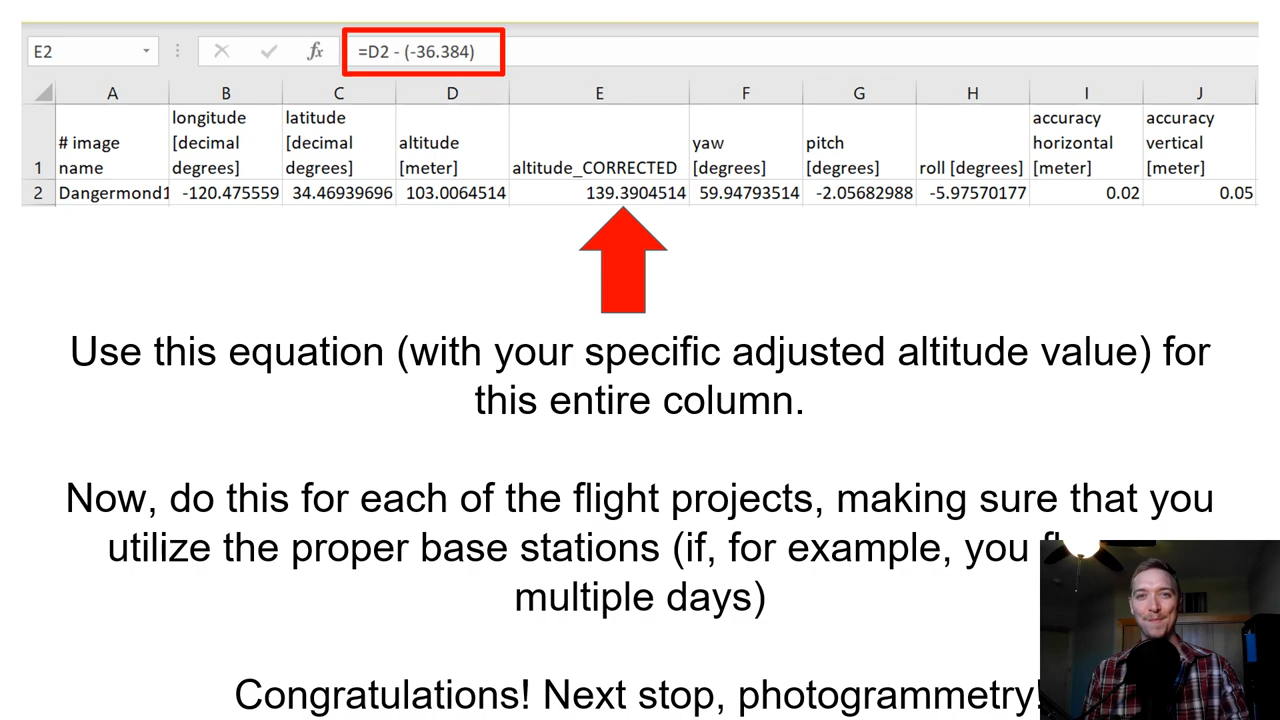 E2 fx =D2 - (-36.384)
A B C D E F G H I J
1 # image name longitude [decimal degrees] latitude [decimal degrees] altitude [meter] altitude_CORRECTED yaw [degrees] pitch [degrees] roll [degrees] accuracy horizontal [meter] accuracy vertical [meter]
2 Dangermond1 -120.475559 34.46939696 103.0064514 139.3904514 59.94793514 -2.05682988 -5.97570177 0.02 0.05
Use this equation (with your specific adjusted altitude value) for
this entire column.
Now, do this for each of the flight projects, making sure that you
utilize the proper base stations (if, for example, you
multiple days)
Congratulations! Next stop, photogrammetry!